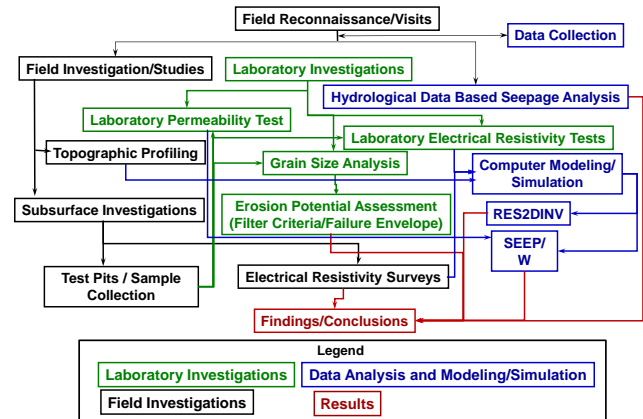 Field Reconnaissance/Visits
Data Collection
Field Investigation/Studies
Laboratory Investigations
Hydrological Data Based Seepage Analysis
Laboratory Permeability Test
Laboratory Electrical Resistivity Tests
Topographic Profiling
Grain Size Analysis
Computer Modeling/
Simulation
Subsurface Investigations
Erosion Potential Assessment
(Filter Criteria/Failure Envelope)
RES2DINV
SEEP/
W
Test Pits / Sample
Collection
Electrical Resistivity Surveys
Findings/Conclusions
Legend
Laboratory Investigations
Data Analysis and Modeling/Simulation
Field Investigations
Results